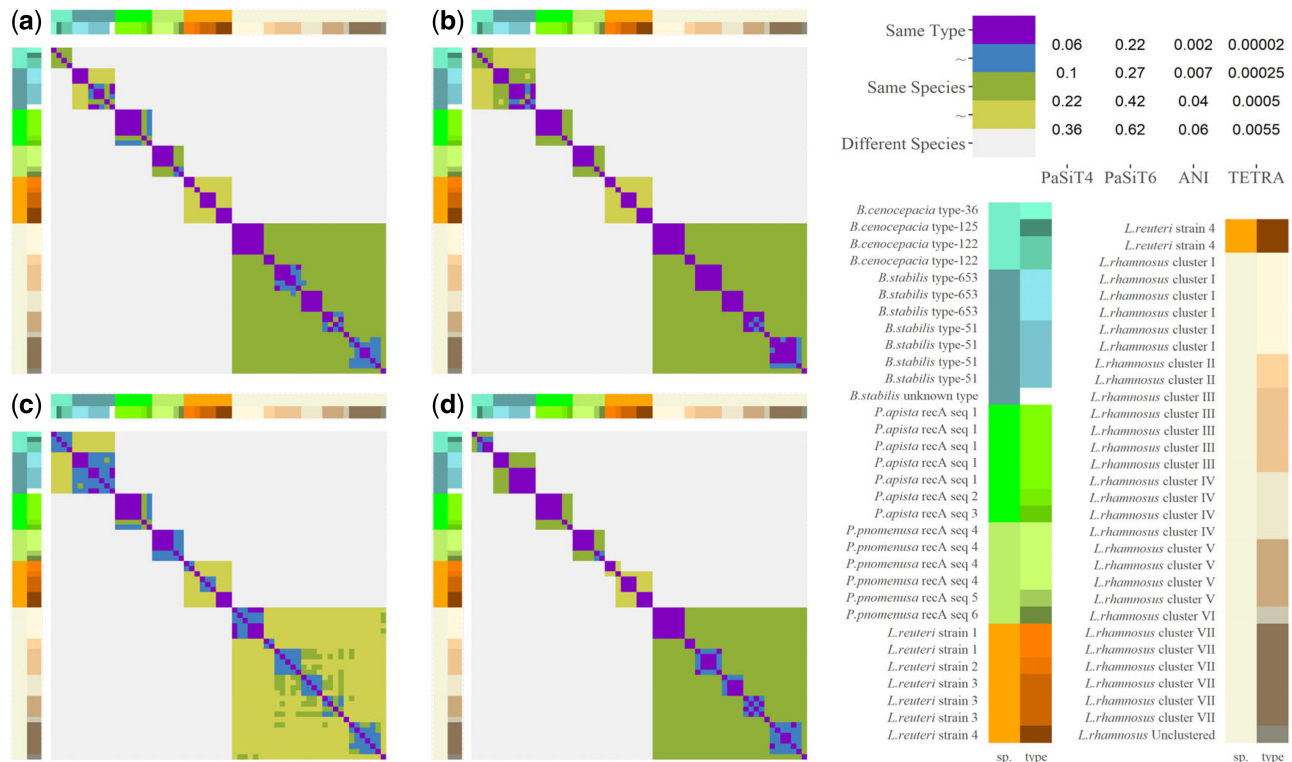 (a)
(b)
Same Type
~
Same Species
~
Different Species
0.06 0.22 0.002 0.00002
0.1 0.27 0.007 0.00025
0.22 0.42 0.04 0.0005
0.36 0.62 0.06 0.0055
PaSiT4 PaSiT6 ANI TETRA
(c)
(d)
B.cenocepacia type-36
B.cenocepacia type-125
B.cenocepacia type-122
B.cenocepacia type-122
B.stabilis type-653
B.stabilis type-653
B.stabilis type-653
B.stabilis type-51
B.stabilis type-51
B.stabilis type-51
B.stabilis type-51
B.stabilis unknown type
P.apista recA seq 1
P.apista recA seq 1
P.apista recA seq 1
P.apista recA seq 1
P.apista recA seq 1
P.apista recA seq 2
P.apista recA seq 3
P.pnomenusa recA seq 4
P.pnomenusa recA seq 4
P.pnomenusa recA seq 4
P.pnomenusa recA seq 4
P.pnomenusa recA seq 5
P.pnomenusa recA seq 6
L.reuteri strain 1
L.reuteri strain 1
L.reuteri strain 2
L.reuteri strain 3
L.reuteri strain 3
L.reuteri strain 3
L.reuteri strain 4
sp. type
L.reuteri strain 4
L.reuteri strain 4
L.rhamnosus cluster I
L.rhamnosus cluster I
L.rhamnosus cluster I
L.rhamnosus cluster I
L.rhamnosus cluster I
L.rhamnosus cluster I
L.rhamnosus cluster II
L.rhamnosus cluster II
L.rhamnosus cluster III
L.rhamnosus cluster III
L.rhamnosus cluster III
L.rhamnosus cluster III
L.rhamnosus cluster III
L.rhamnosus cluster IV
L.rhamnosus cluster IV
L.rhamnosus cluster IV
L.rhamnosus cluster IV
L.rhamnosus cluster V
L.rhamnosus cluster V
L.rhamnosus cluster V
L.rhamnosus cluster V
L.rhamnosus cluster VI
L.rhamnosus cluster VII
L.rhamnosus cluster VII
L.rhamnosus cluster VII
L.rhamnosus cluster VII
L.rhamnosus cluster VII
L.rhamnosus cluster VII
L.rhamnosus Unclustered
sp. type